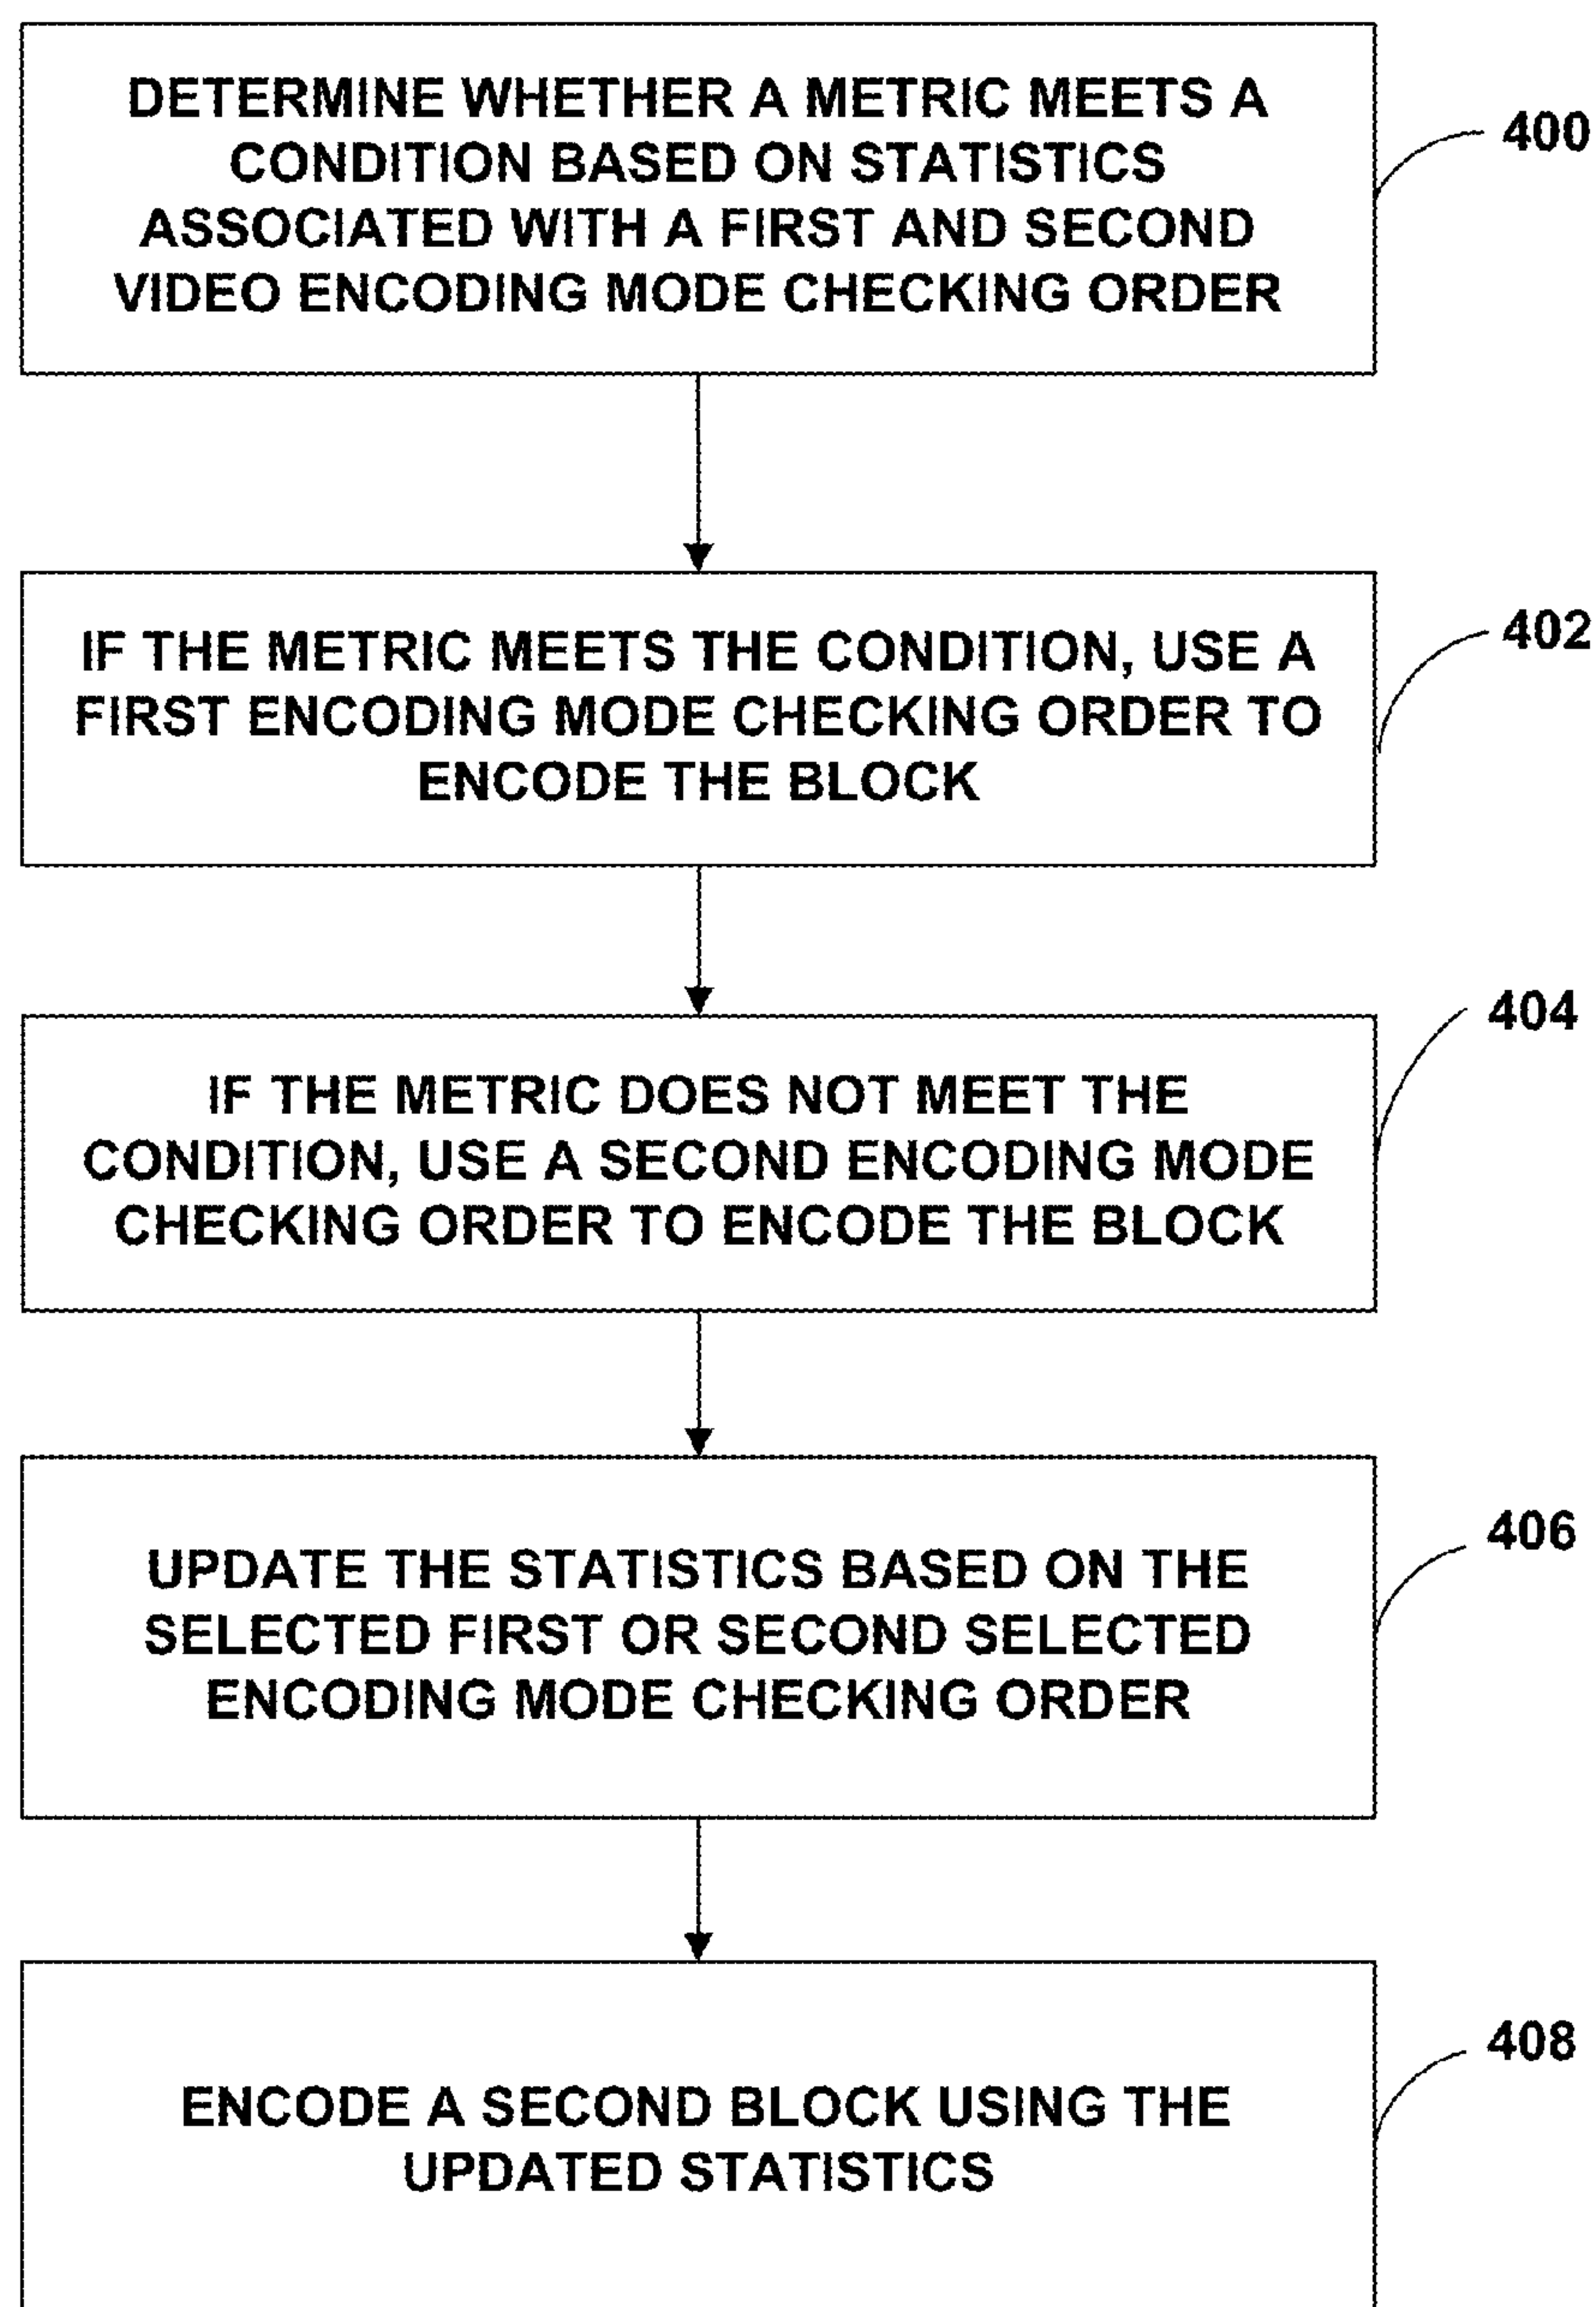 DETERMINE WHETHER A METRIC MEETS A
CONDITION BASED ON STATISTICS
ASSOCIATED WITH A FIRST AND SECOND
VIDEO ENCODING MODE CHECKING ORDER
400
IF THE METRIC MEETS THE CONDITION, USE A
FIRST ENCODING MODE CHECKING ORDER TO
ENCODE THE BLOCK
402
IF THE METRIC DOES NOT MEET THE
CONDITION, USE A SECOND ENCODING MODE
CHECKING ORDER TO ENCODE THE BLOCK
404
UPDATE THE STATISTICS BASED ON THE
SELECTED FIRST OR SECOND SELECTED
ENCODING MODE CHECKING ORDER
406
ENCODE A SECOND BLOCK USING THE
UPDATED STATISTICS
408